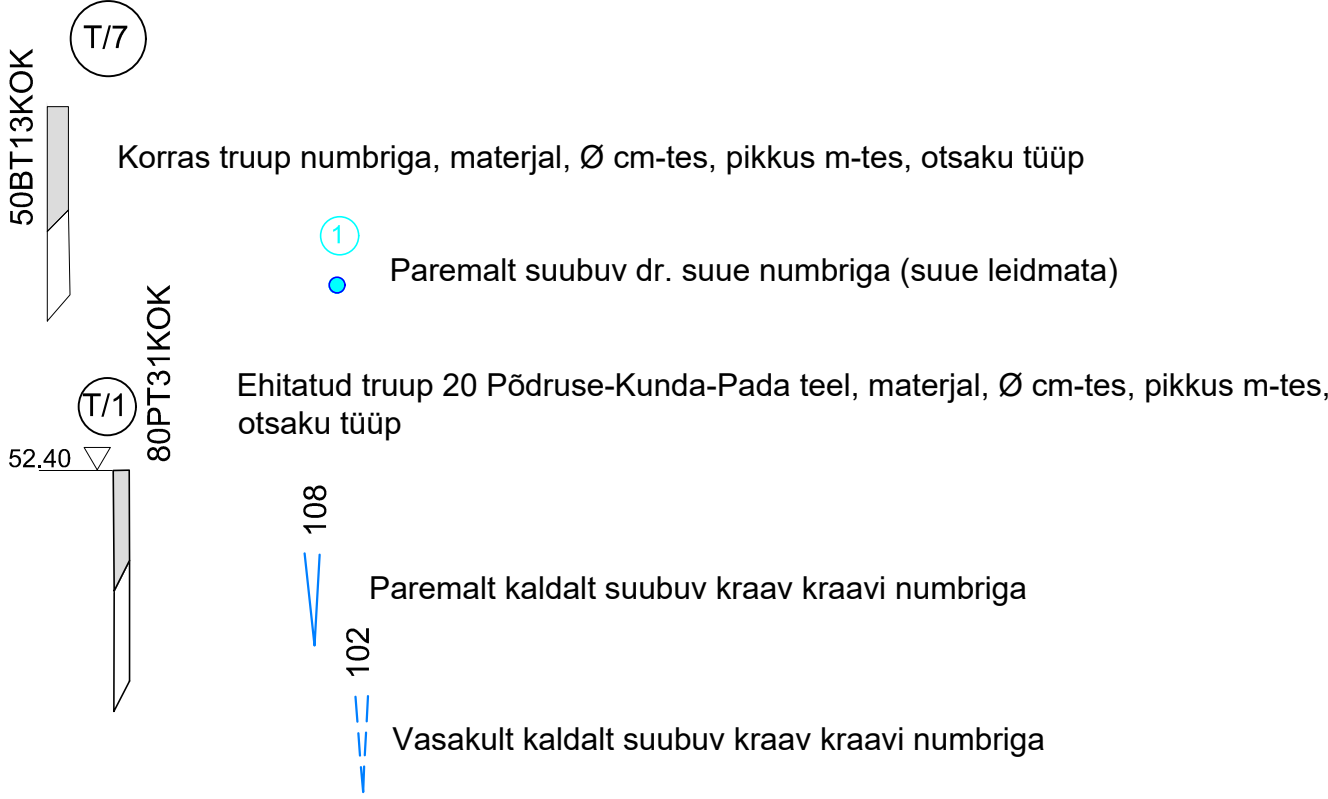 T/7
50BT13KOK
Korras truup numbriga, materjal, Ø cm-tes, pikkus m-tes, otsaku tüüp
1
Paremalt suubuv dr. suue numbriga (suue leidmata)
T/1
80PT31KOK
Ehitatud truup 20 Põdruse-Kunda-Pada teel, materjal, Ø cm-tes, pikkus m-tes,
otsaku tüüp
52.40
108
Paremalt kaldalt suubuv kraav kraavi numbriga
102
Vasakult kaldalt suubuv kraav kraavi numbriga